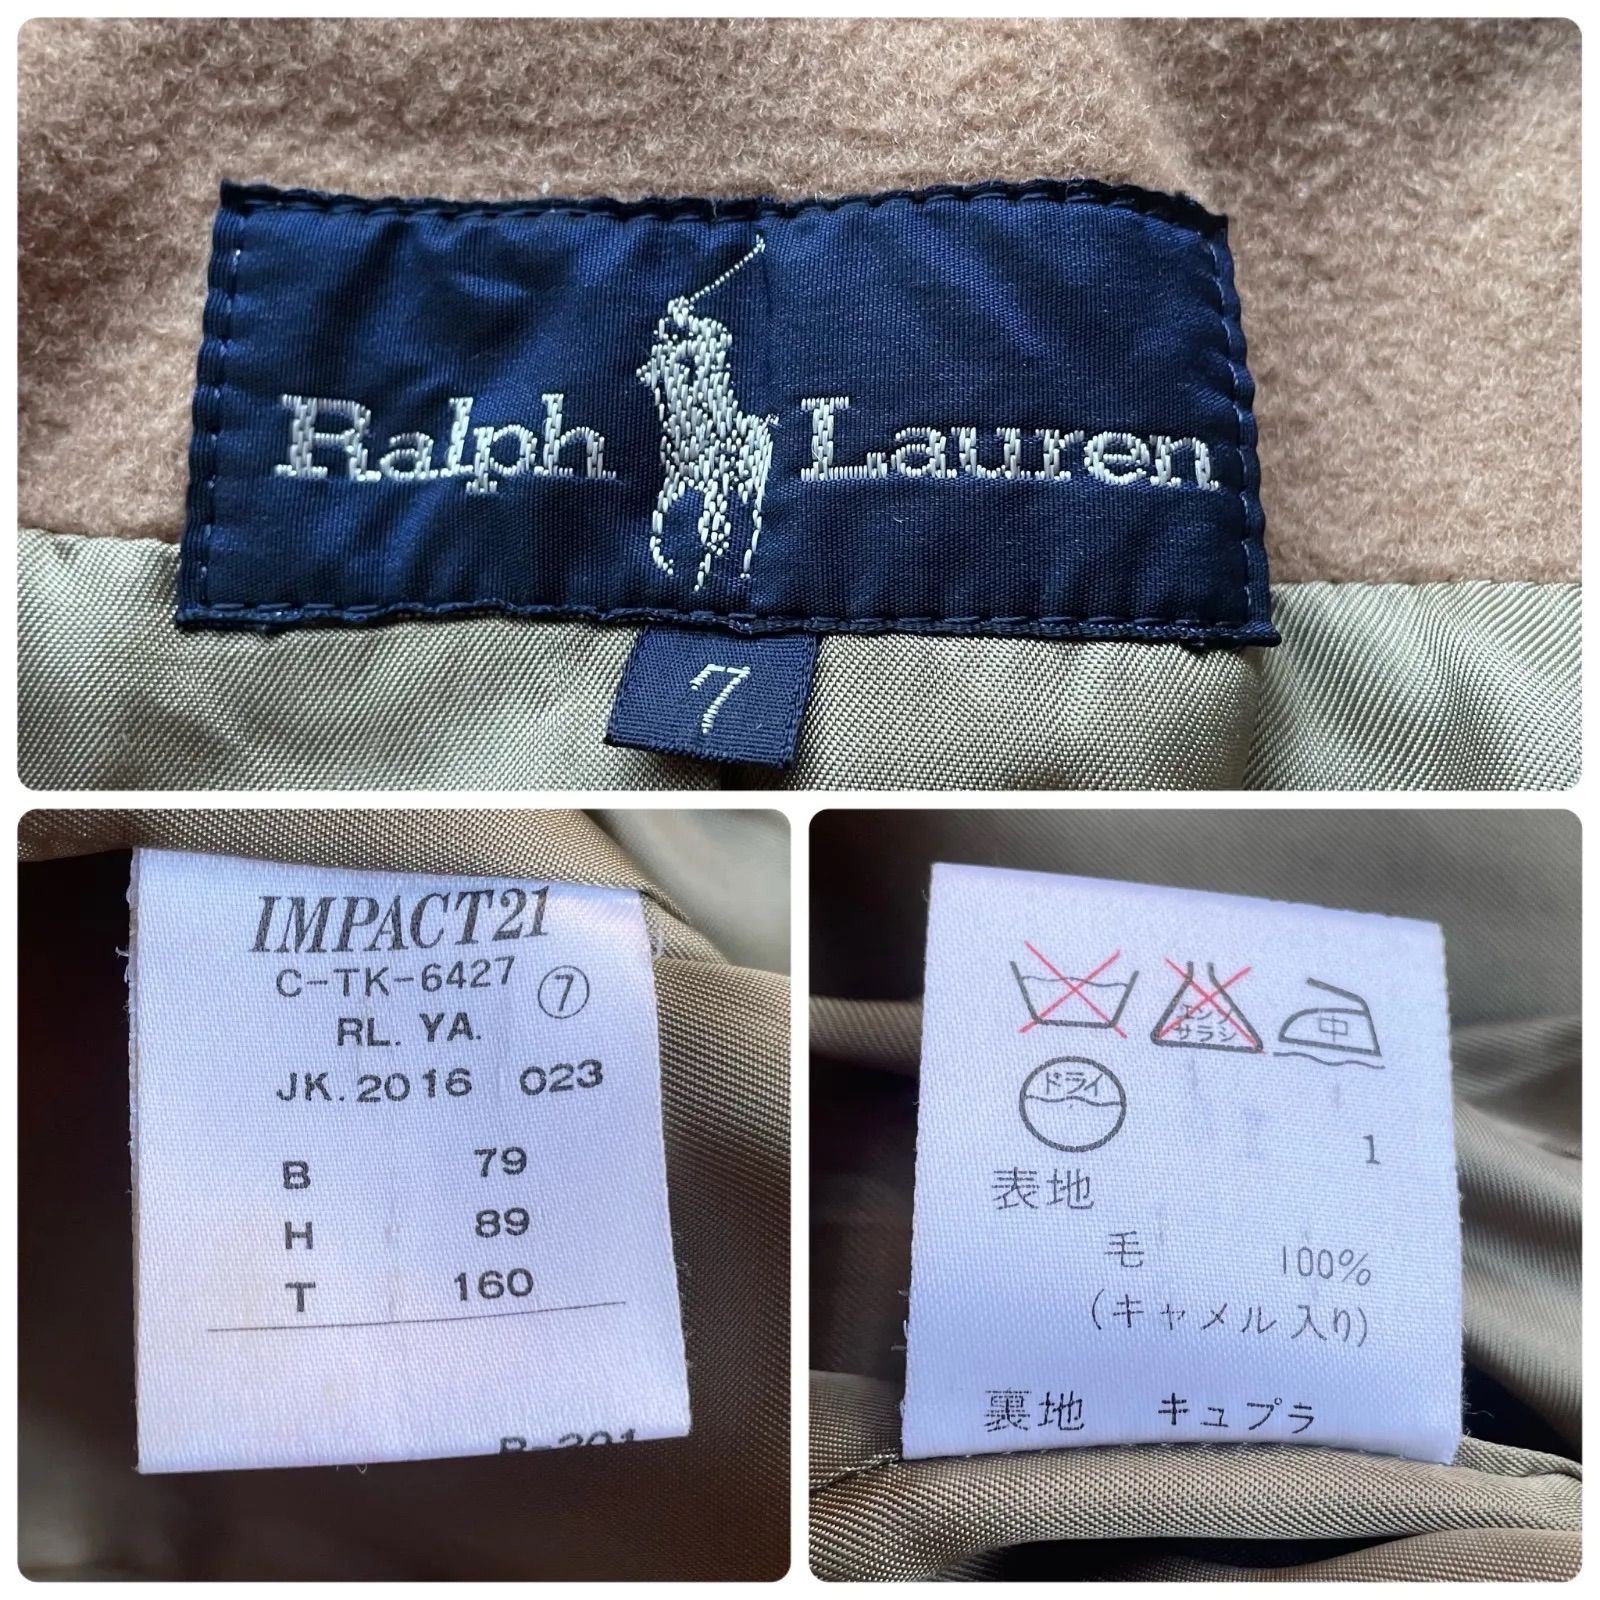 Ralph Lauren
7
IMPACT21
C-TK-6427 ⑦
RL. YA.
JK.2016 023
B 79
H 89
T 160
エンソ
サラシ
中
ドライ
1
表地
毛 100%
(キャメル入り)
裏地 キュプラ